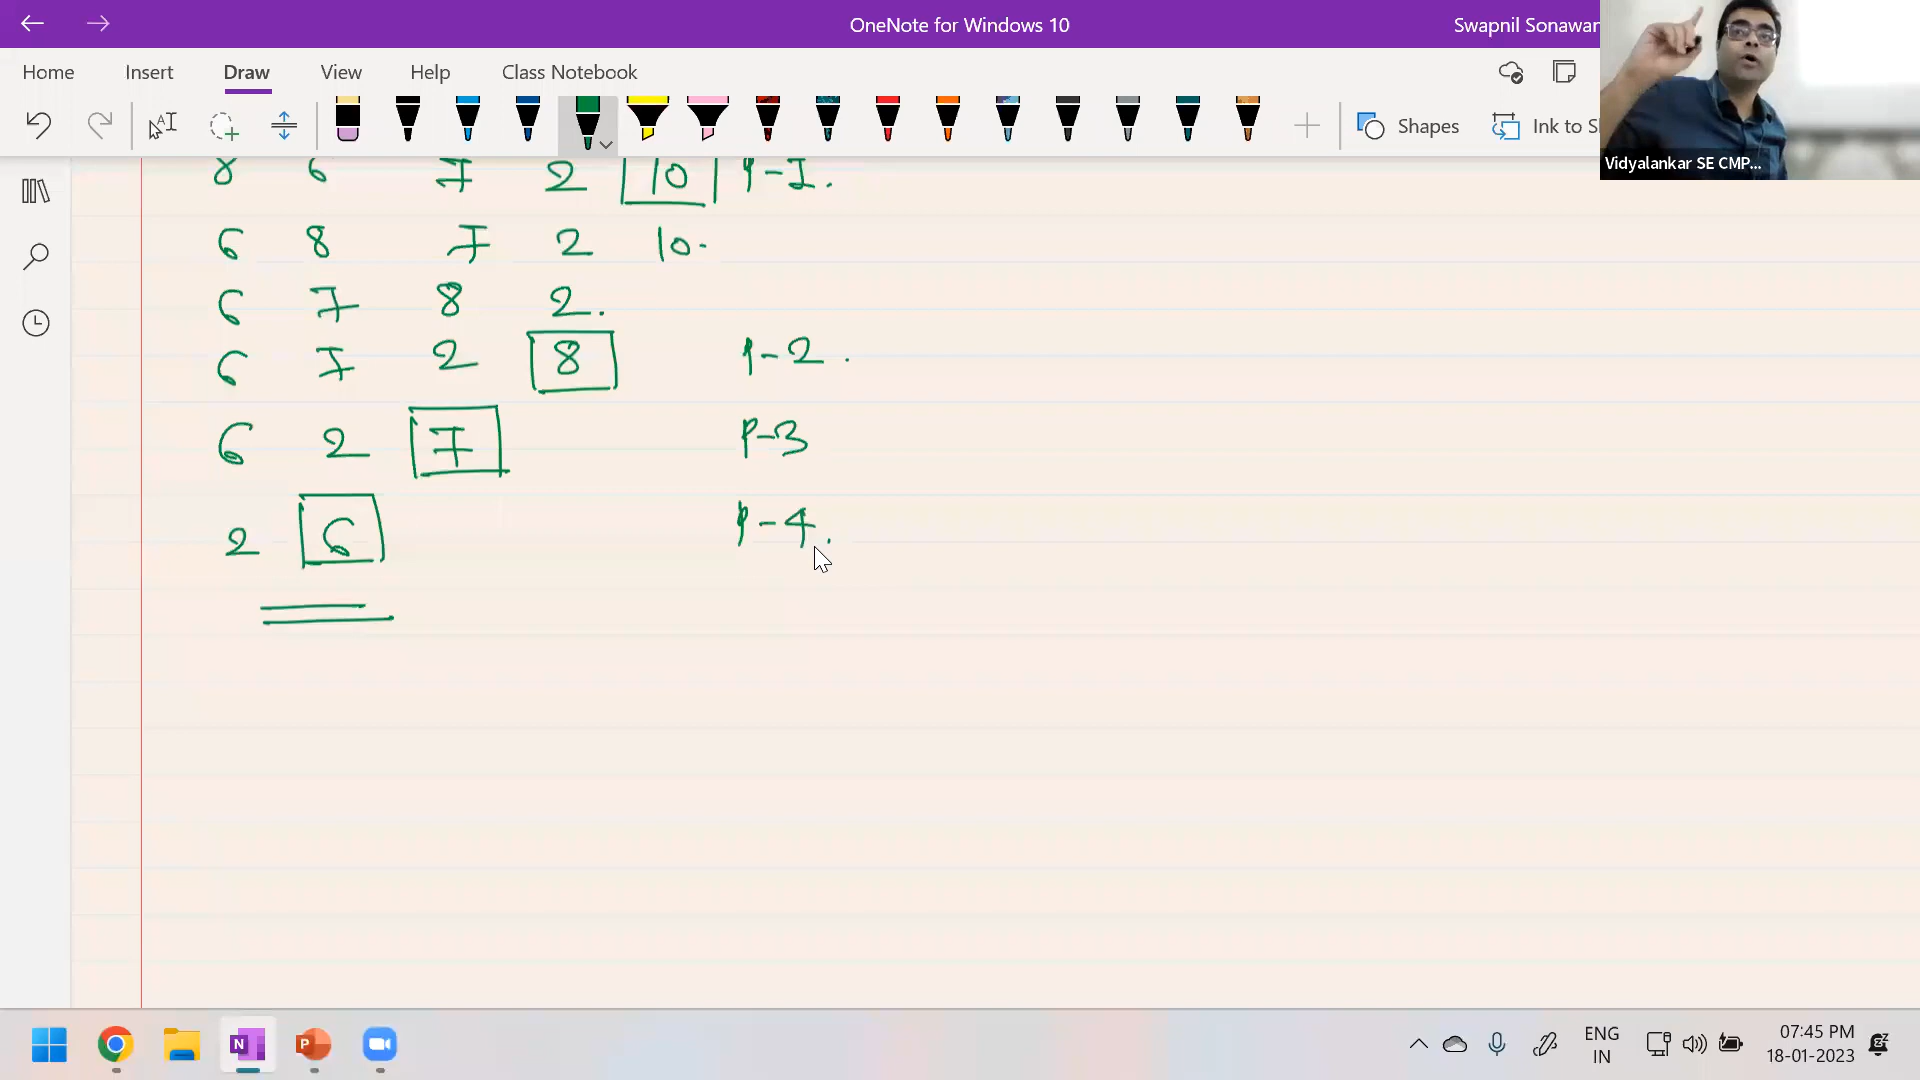 OneNote for Windows 10
Swapnil Sonawan
Home Insert Draw View Help Class Notebook
Shapes Ink to S
Vidyalankar SE CMP...
8 6 7 2 10 P-I.
6 8 7 2 10.
6 7 8 2.
6 7 2 8 P-2.
6 2 7 P-3
2 6 P-4.
ENG
IN
07:45 PM
18-01-2023